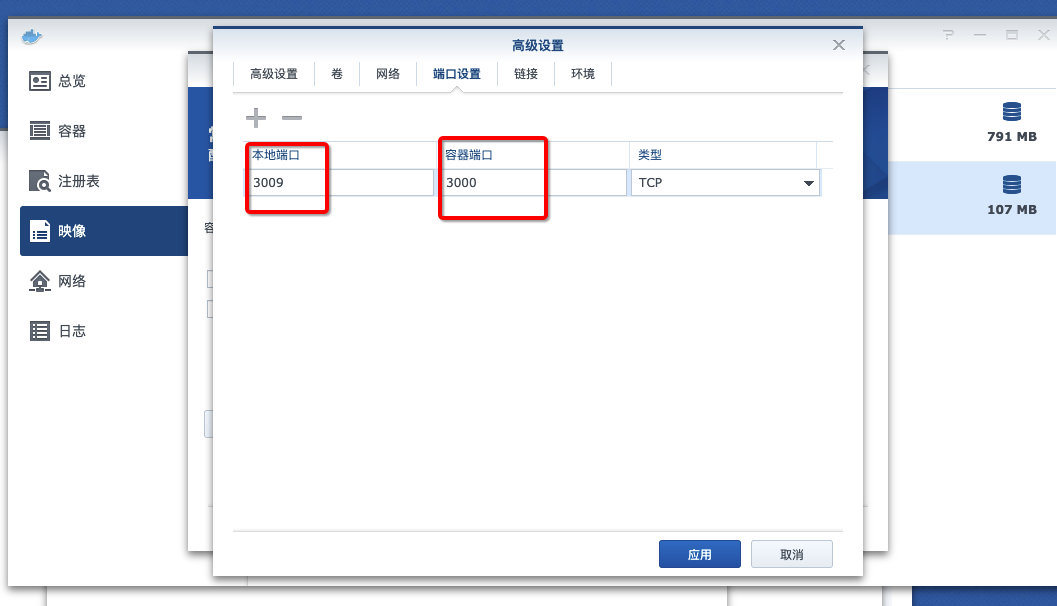 高级设置
总览
容器
注册表
映像
网络
日志
高级设置 卷 网络 端口设置 链接 环境
本地端口 容器端口 类型
3009 3000 TCP
791 MB
107 MB
容
应用 取消